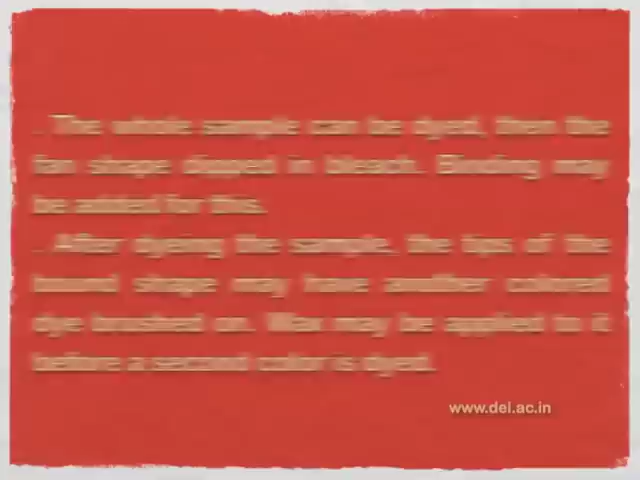 . The whole sample can be dyed, then the
fan shape dipped in bleach. Binding may
be added for this.
. After dyeing the sample, the tips of the
bound shape may have another colored
dye brushed on. Wax may be applied to it
before a second color is dyed.
www.del.ac.in